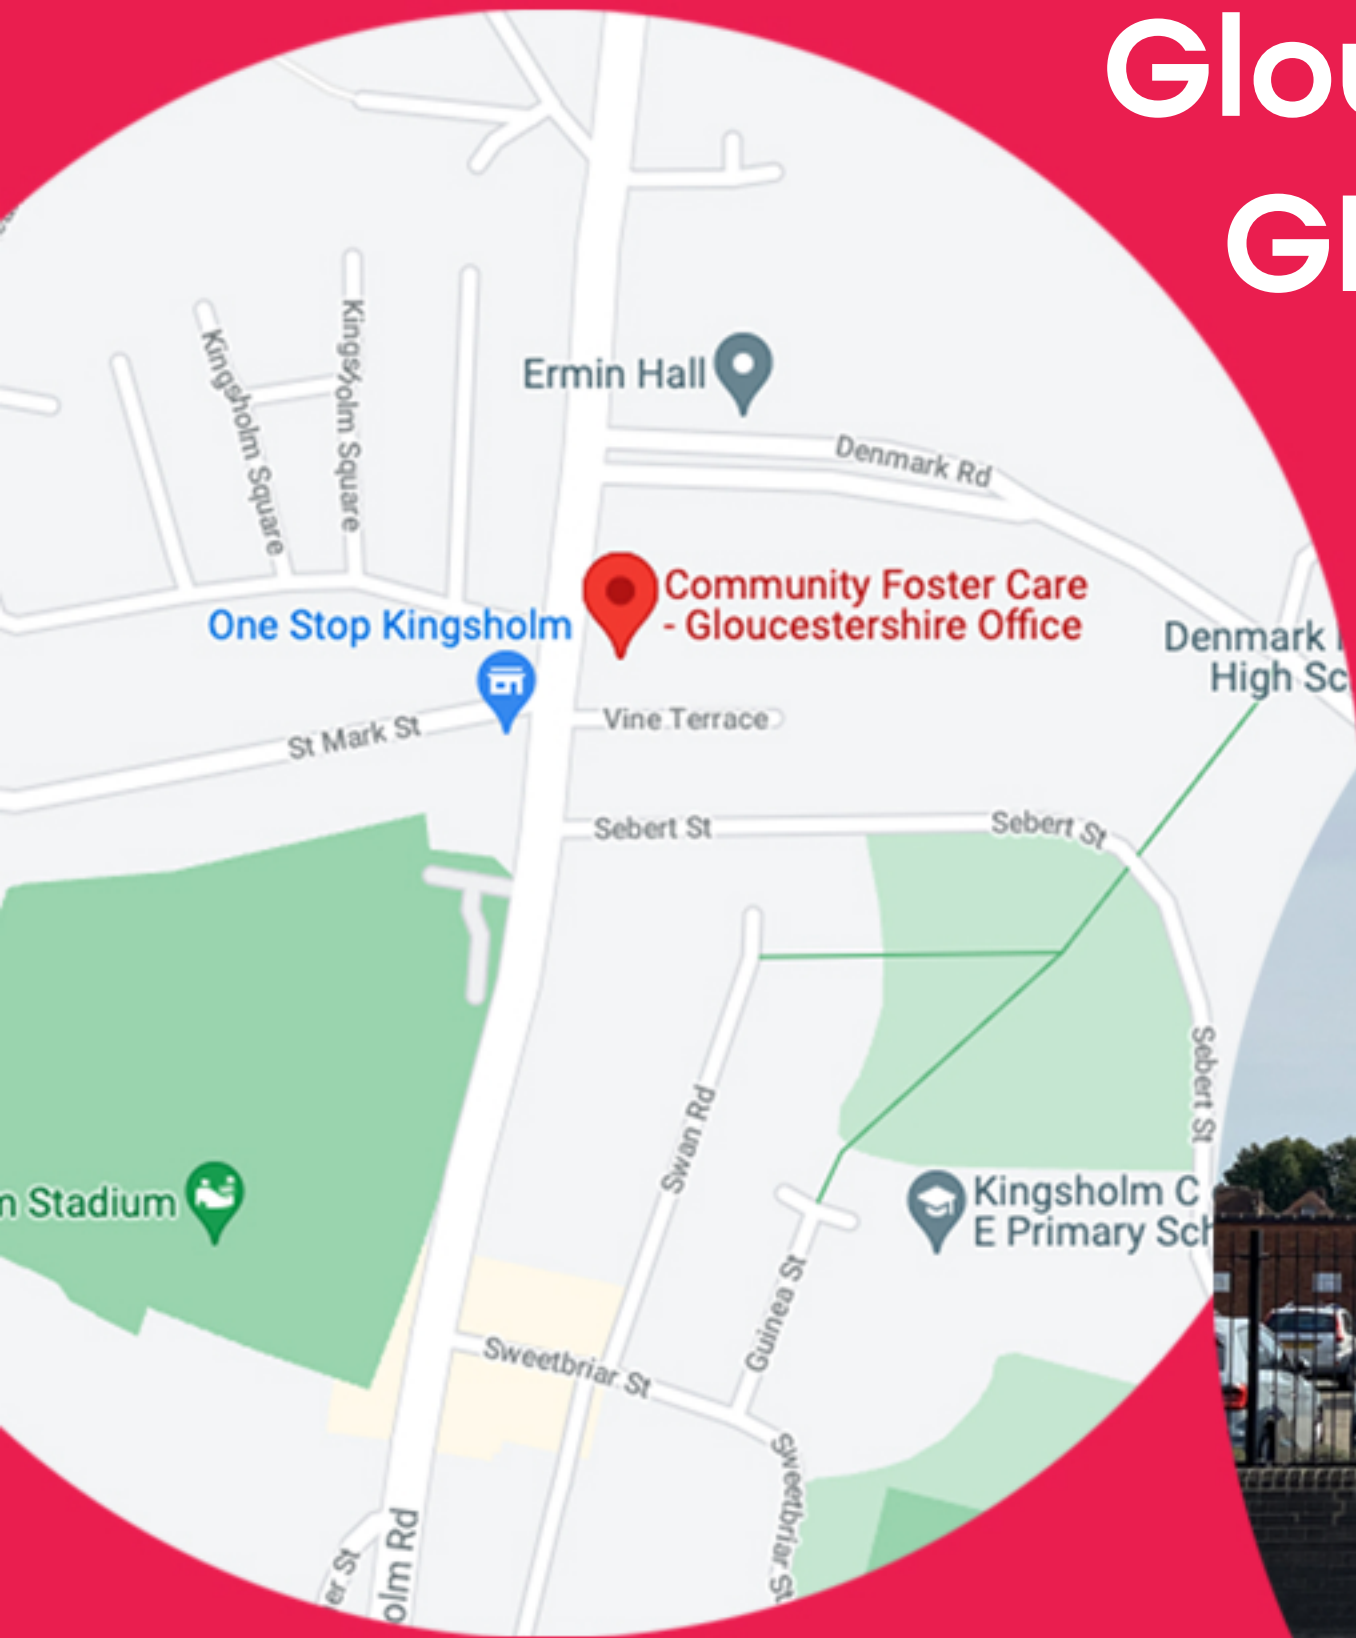 Glou
Gl
Kingsholm Square
Kingsholm Square
Ermin Hall
Denmark Rd
Community Foster Care
- Gloucestershire Office
One Stop Kingsholm
Denmark
High Sc
St Mark St
Vine Terrace
Sebert St
Sebert St
Sebert St
Swan Rd
m Stadium
Kingsholm C
E Primary Sch
Guinea St
Sweetbriar St
Sweetbriar St
er St
olm Rd